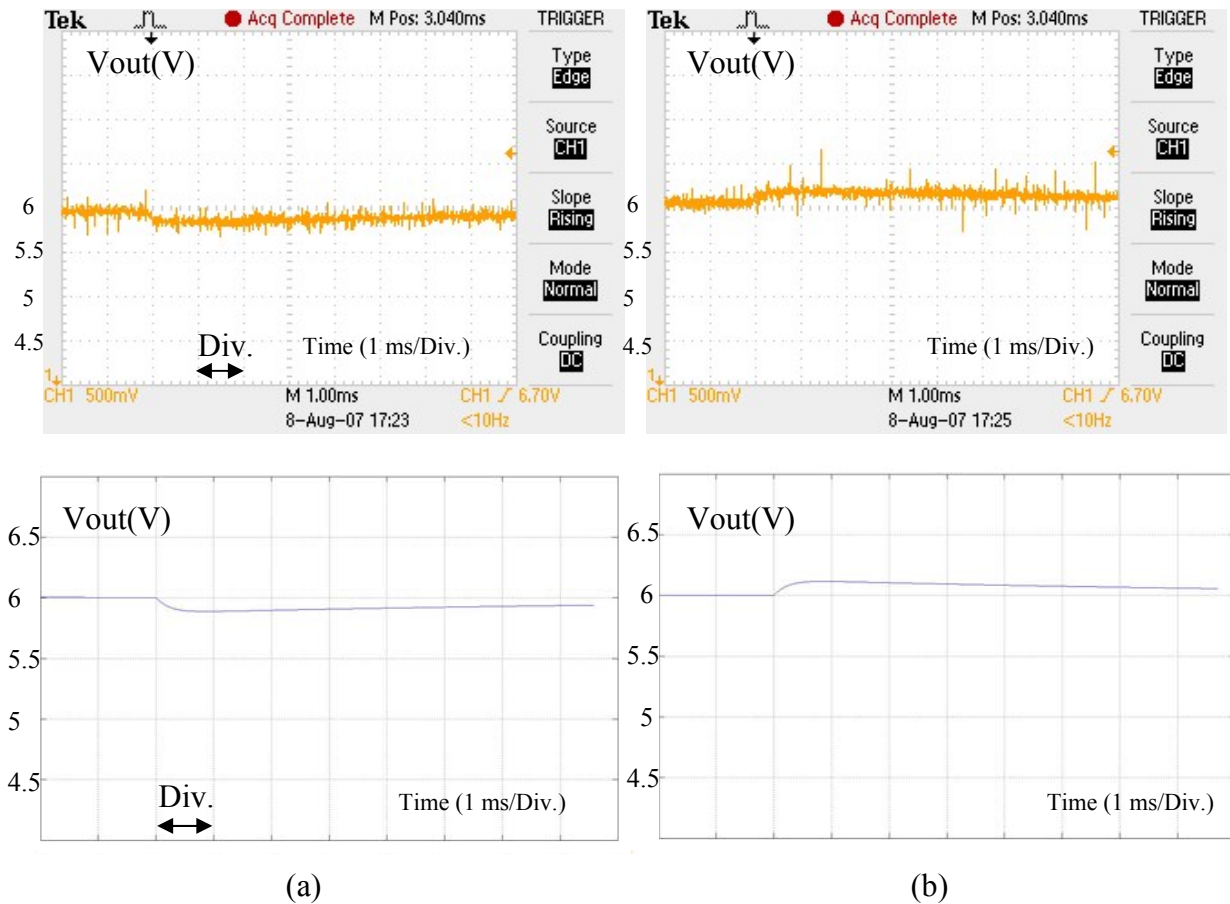 Tek Acq Complete M Pos: 3.040ms TRIGGER
Vout(V)
Type
Edge
Source
CH1
Slope
Rising
Mode
Normal
Coupling
DC
6
5.5
5
4.5
Div.
Time (1 ms/Div.)
1
CH1 500mV M 1.00ms CH1 6.70V
8-Aug-07 17:23 <10Hz
Tek Acq Complete M Pos: 3.040ms TRIGGER
Vout(V)
Type
Edge
Source
CH1
Slope
Rising
Mode
Normal
Coupling
DC
6
5.5
5
4.5
Time (1 ms/Div.)
1
CH1 500mV M 1.00ms CH1 6.70V
8-Aug-07 17:25 <10Hz
Vout(V)
6.5
6
5.5
5
4.5
Div.
Time (1 ms/Div.)
Vout(V)
6.5
6
5.5
5
4.5
Time (1 ms/Div.)
(a)
(b)